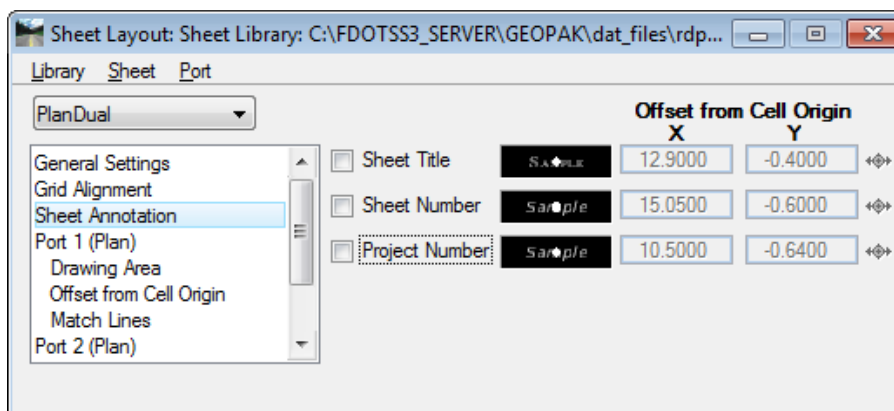 Sheet Layout: Sheet Library: C:\FDOTSS3_SERVER\GEOPAK\dat_files\rdp...
Library Sheet Port
PlanDual
Offset from Cell Origin
X Y
General Settings
Grid Alignment
Sheet Annotation
Port 1 (Plan)
Drawing Area
Offset from Cell Origin
Match Lines
Port 2 (Plan)
Sheet Title SAMPLE 12.9000 -0.4000
Sheet Number Sample 15.0500 -0.6000
Project Number Sample 10.5000 -0.6400